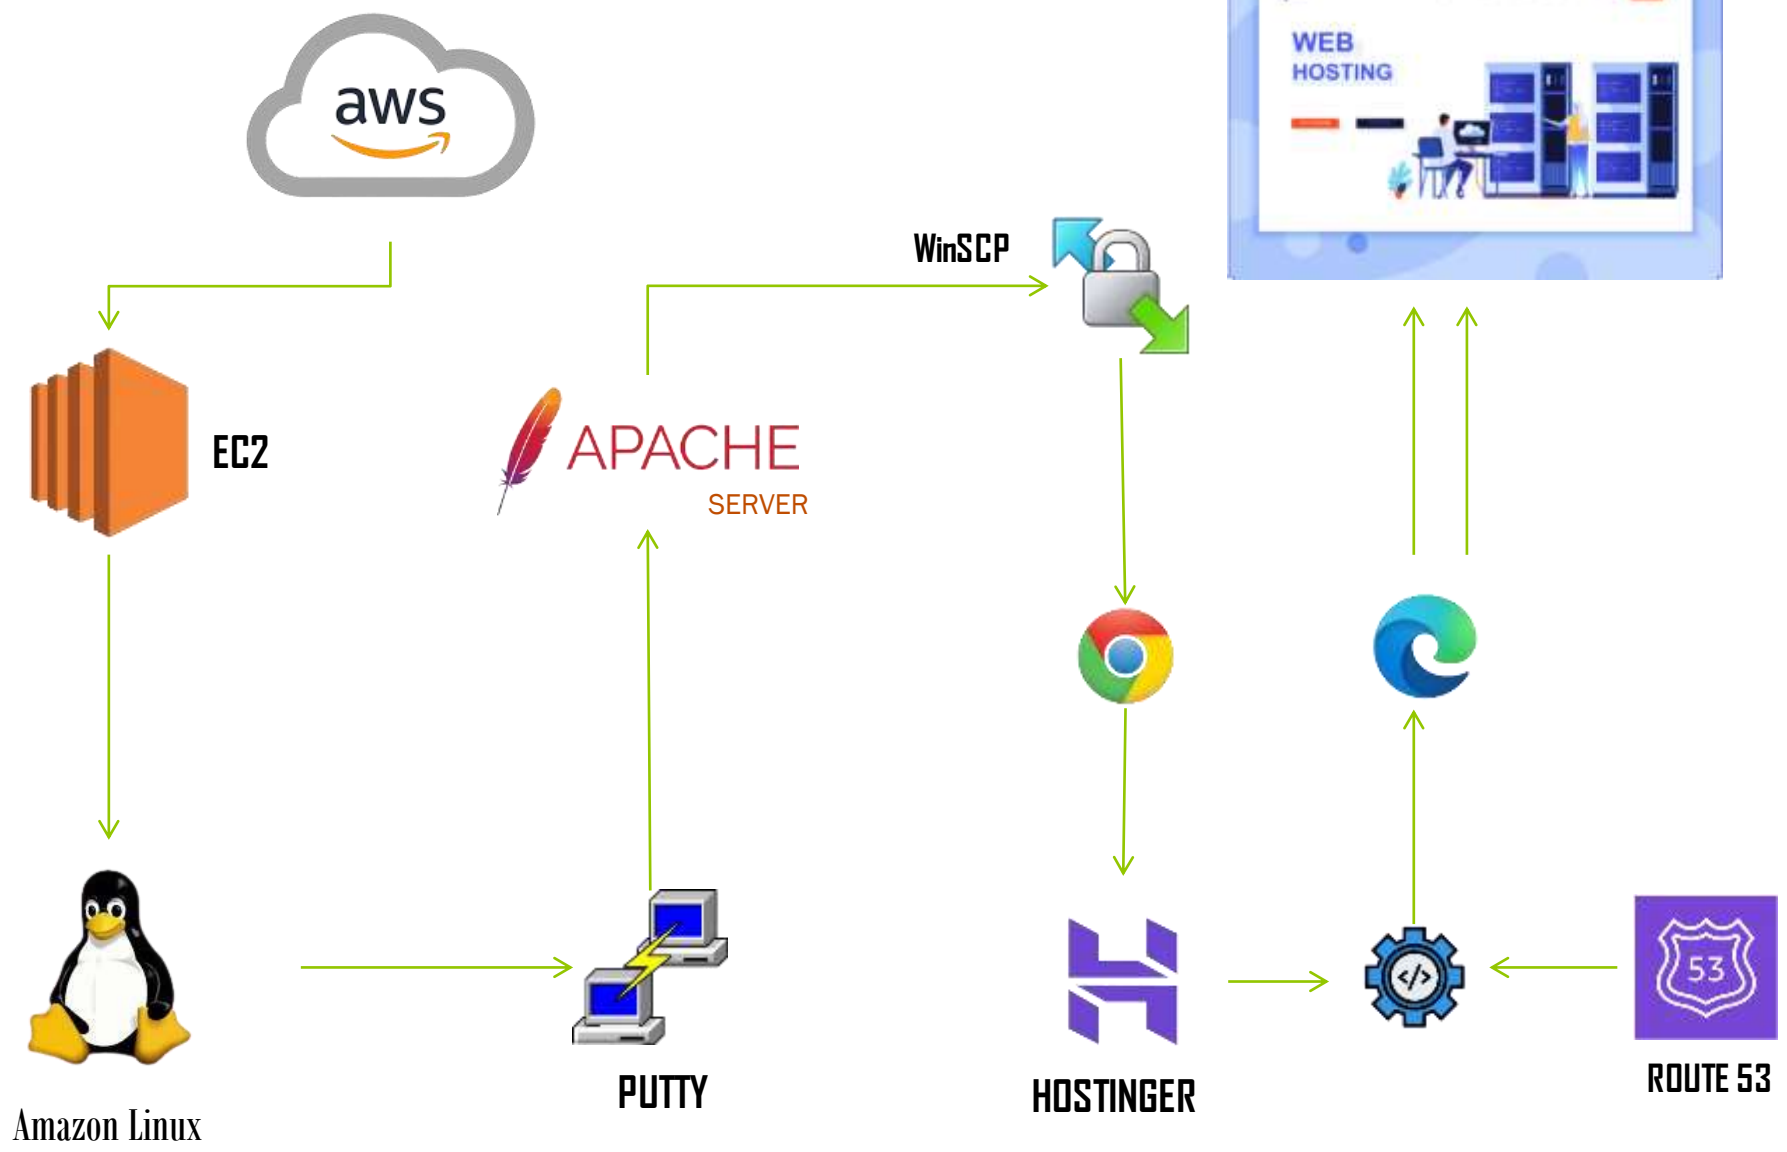 aws
WEB
HOSTING
WinSCP
EC2
APACHE
SERVER
</>
53
PUTTY
HOSTINGER
ROUTE 53
Amazon Linux